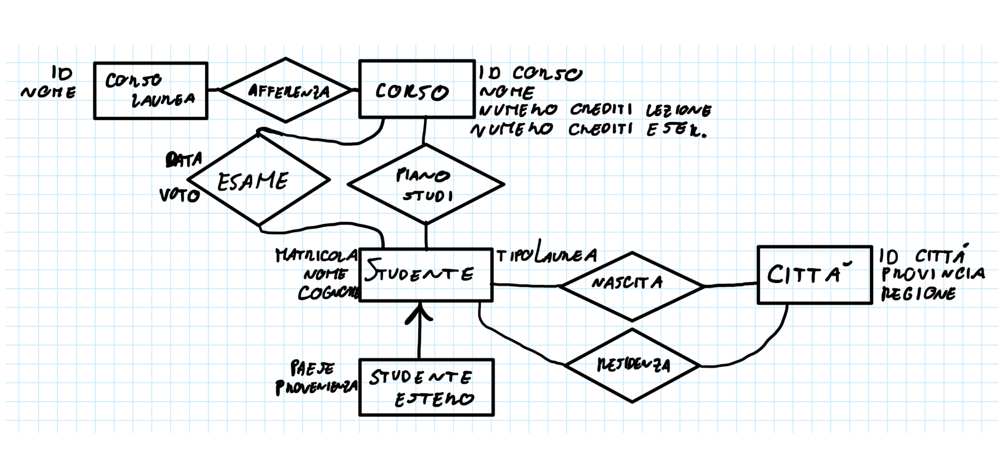 ID
NOME
CORSO
LAUREA
AFFERENZA
CORSO
ID CORSO
NOME
NUMERO CREDITI LEZIONE
NUMERO CREDITI ESER.
DATA
VOTO
ESAME
PIANO
STUDI
MATRICOLA
NOME
COGNOME
STUDENTE
TIPOLAUREA
NASCITA
CITTÀ
ID CITTÀ
PROVINCIA
REGIONE
PAESE
PROVENIENZA
STUDENTE
ESTERO
RESIDENZA